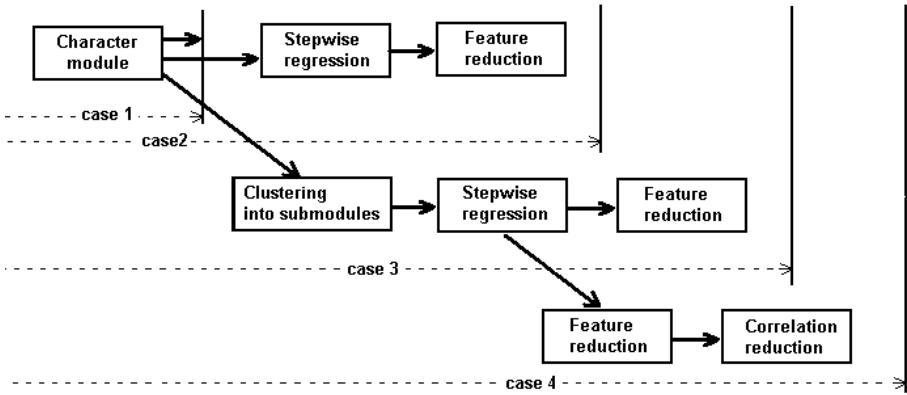 Character
module
Stepwise
regression
Feature
reduction
case 1
case2
Clustering
into submodules
Stepwise
regression
Feature
reduction
case 3
Feature
reduction
Correlation
reduction
case 4